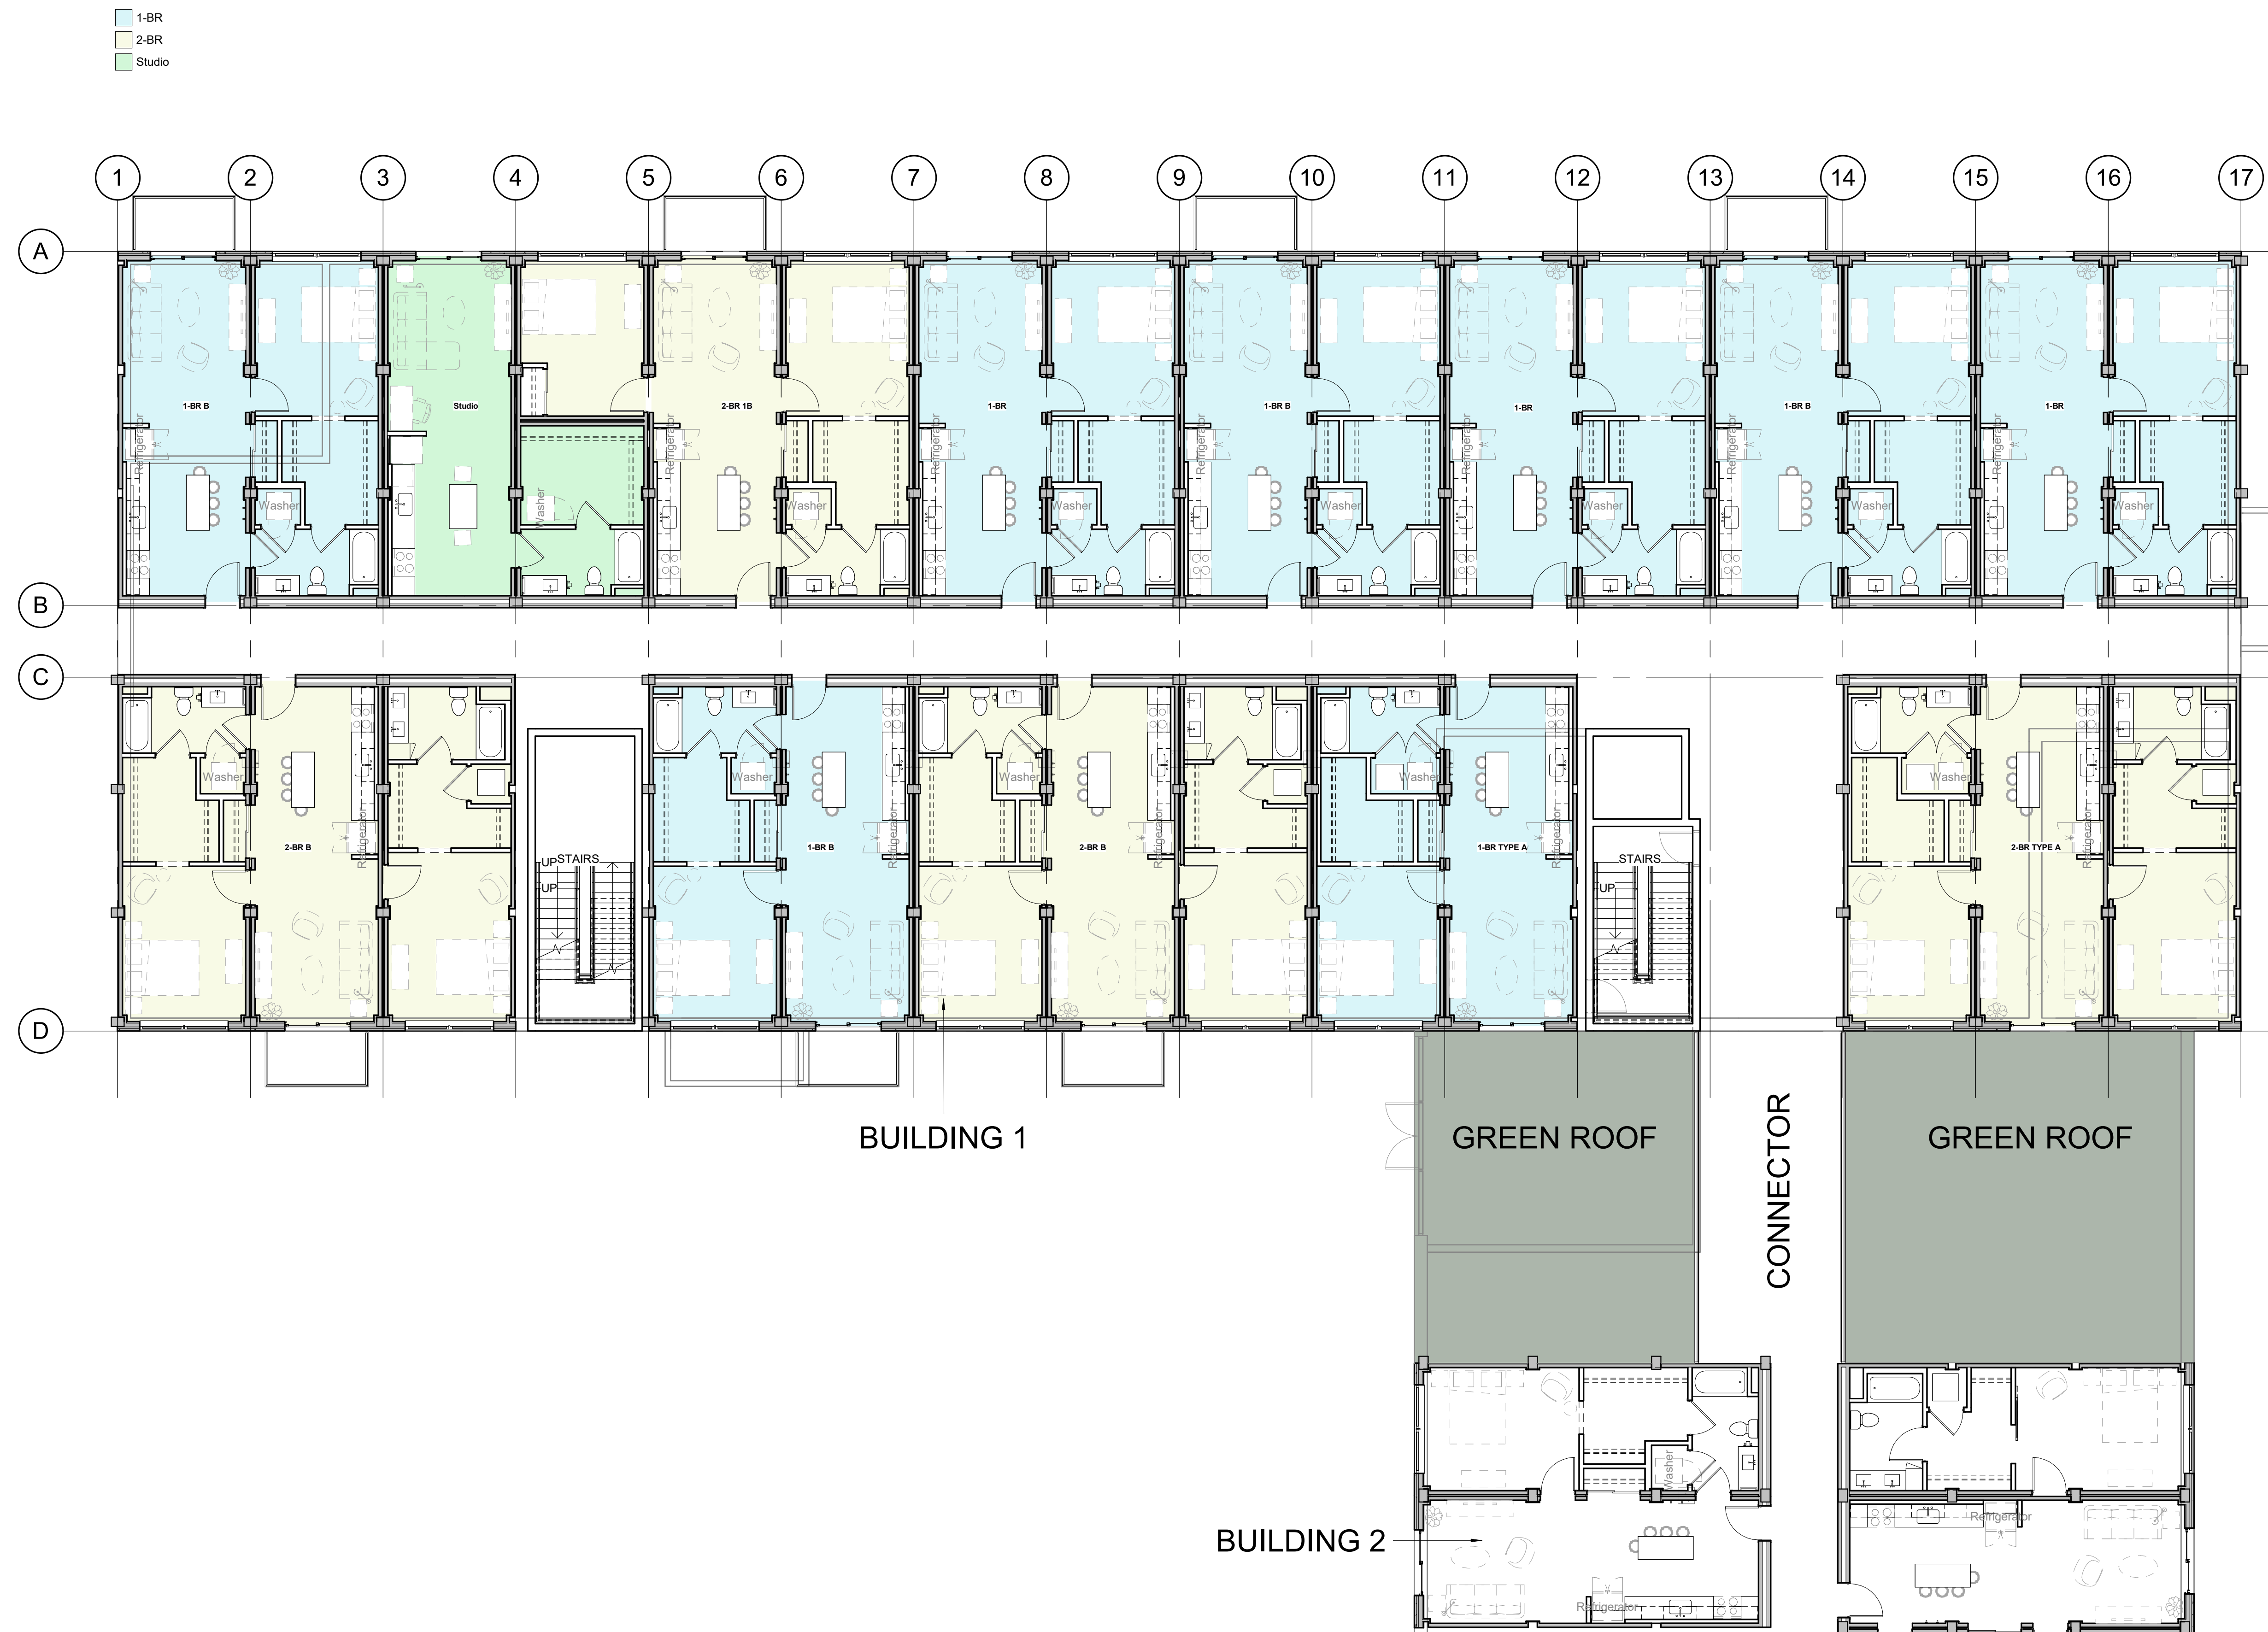 1-BR
2-BR
Studio
1 2 3 4 5 6 7 8 9 10 11 12 13 14 15 16 17
A
1-BR B Studio 2-BR 1B 1-BR 1-BR B 1-BR 1-BR B 1-BR
Refrigerator Refrigerator Refrigerator Refrigerator Refrigerator Refrigerator Refrigerator
Washer Washer Washer Washer Washer Washer Washer Washer
B
C
Washer Washer Washer Washer Washer
2-BR B 1-BR B 2-BR B 1-BR TYPE A 2-BR TYPE A
Refrigerator Refrigerator Refrigerator Refrigerator
UP STAIRS STAIRS
UP UP
D
BUILDING 1 GREEN ROOF CONNECTOR GREEN ROOF
Washer
Refrigerator
BUILDING 2
Refrigerator